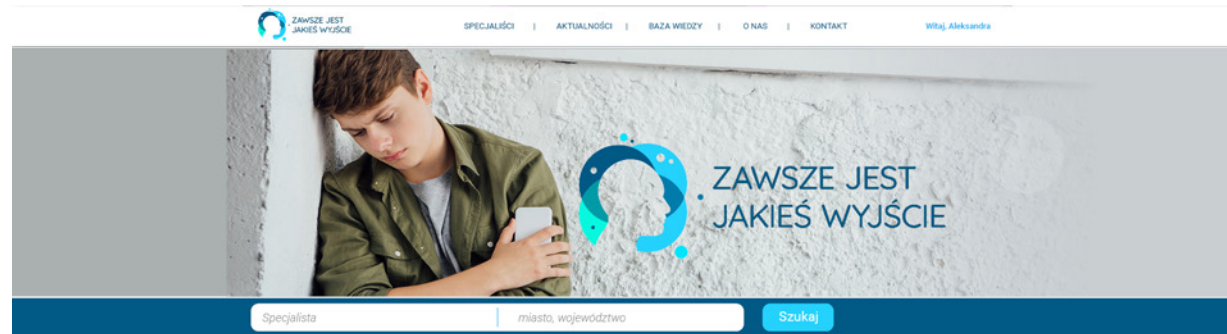 ZAWSZE JEST
JAKIEŚ WYJŚCIE
SPECJALIŚCI | AKTUALNOŚCI | BAZA WIEDZY | O NAS | KONTAKT
Witaj, Aleksandra
ZAWSZE JEST
JAKIEŚ WYJŚCIE
Specjalista
miasto, województwo
Szukaj